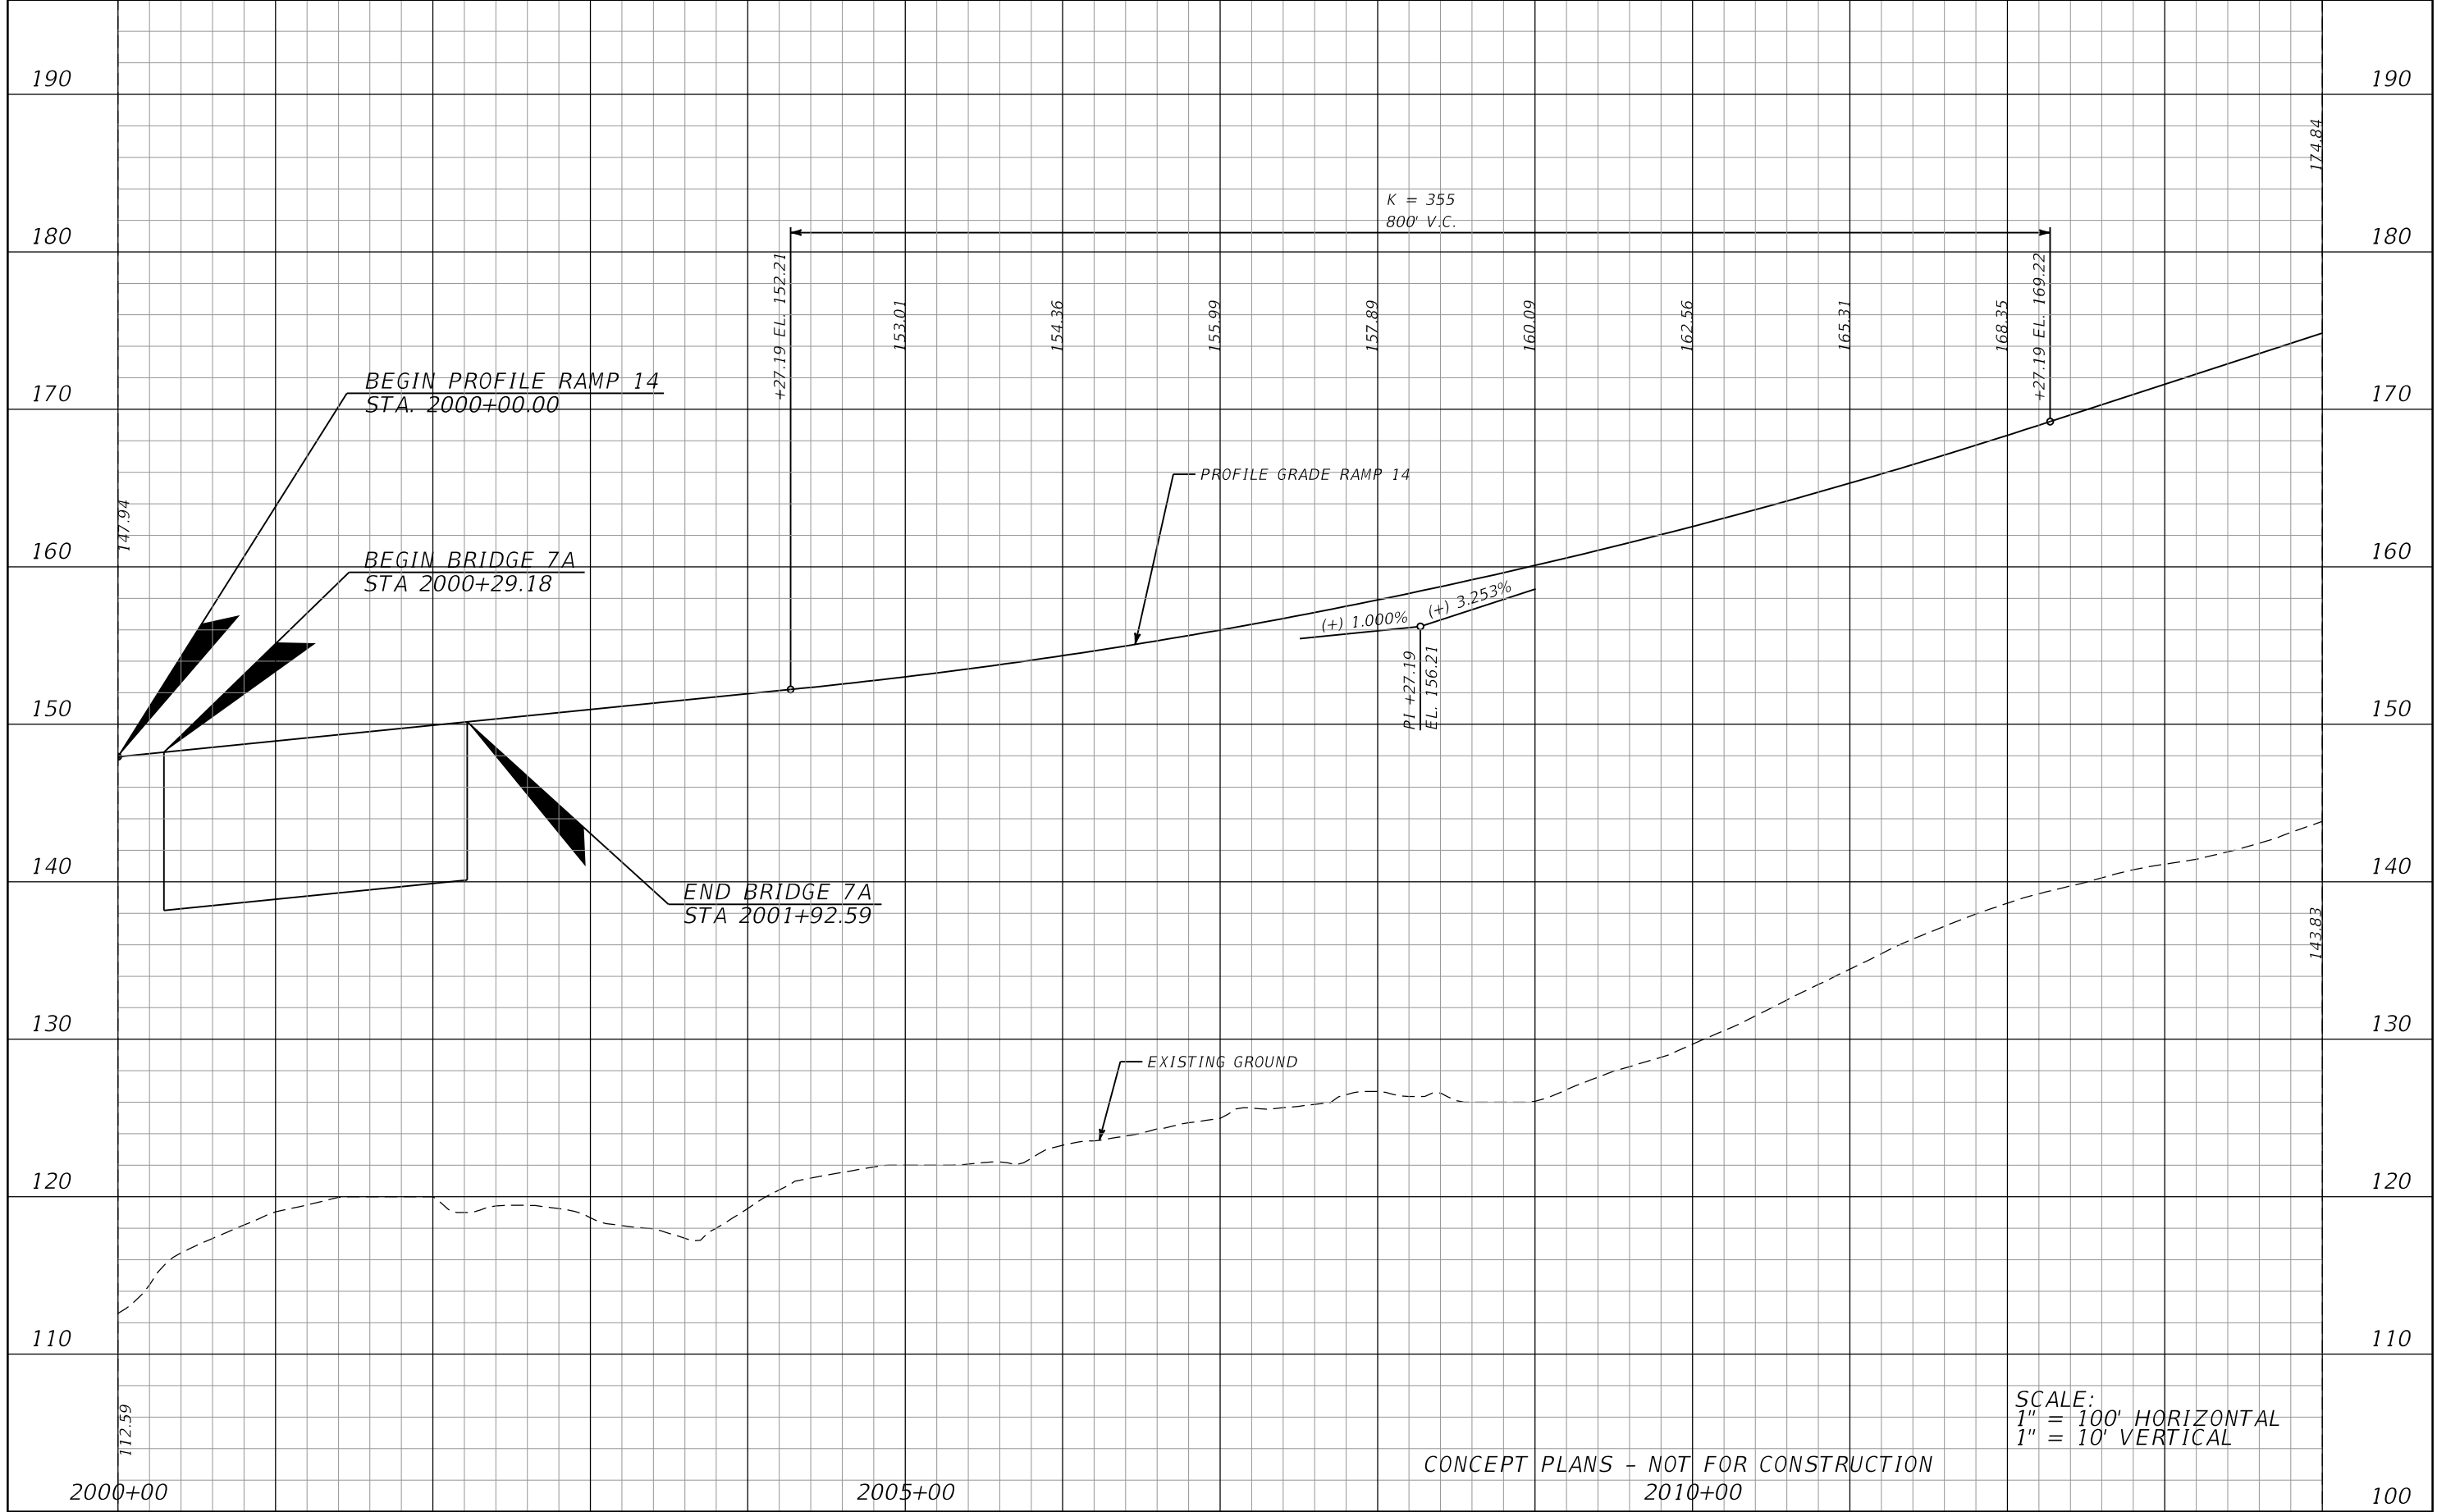 190
190
174.84
K = 355
800' V.C.
180
180
+27.19 EL. 152.21
+27.19 EL. 169.22
153.01
154.36
155.99
157.89
160.09
162.56
165.31
168.35
BEGIN PROFILE RAMP 14
STA. 2000+00.00
170
170
PROFILE GRADE RAMP 14
147.94
160
160
BEGIN BRIDGE 7A
STA 2000+29.18
(+) 1.000%
(+) 3.253%
PI +27.19
EL. 156.21
150
150
140
140
END BRIDGE 7A
STA 2001+92.59
143.83
130
130
EXISTING GROUND
120
120
110
110
112.59
SCALE:
1" = 100' HORIZONTAL
1" = 10' VERTICAL
CONCEPT PLANS - NOT FOR CONSTRUCTION
2000+00
2005+00
2010+00
100